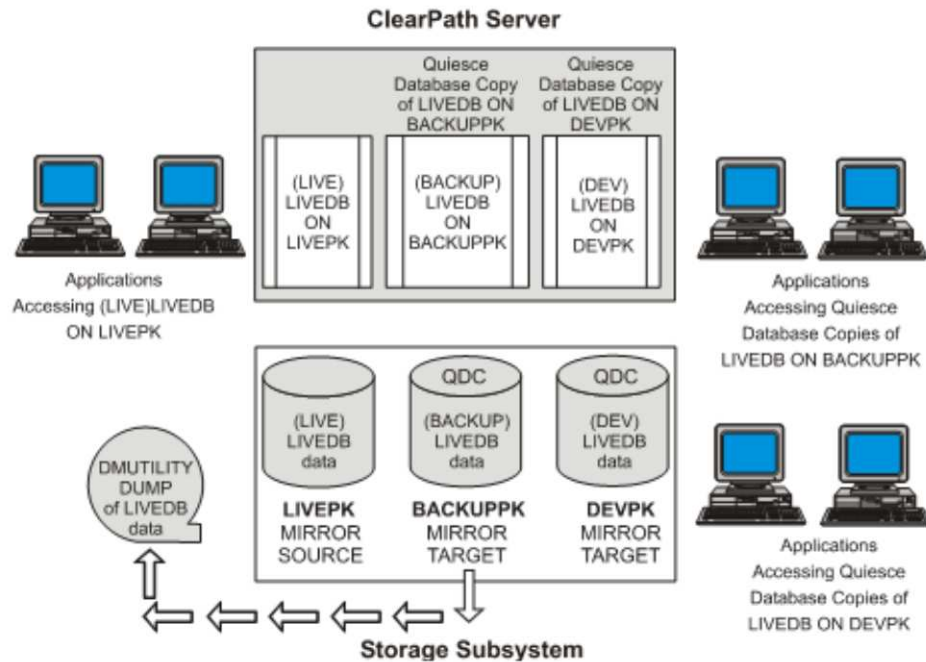 ClearPath Server
Quiesce
Database Copy
of LIVEDB ON
BACKUPPK
Quiesce
Database Copy
of LIVEDB ON
DEVPK
(LIVE)
LIVEDB
ON
LIVEPK
(BACKUP)
LIVEDB
ON
BACKUPPK
(DEV)
LIVEDB
ON
DEVPK
Applications
Accessing (LIVE)LIVEDB
ON LIVEPK
Applications
Accessing Quiesce
Database Copies of
LIVEDB ON BACKUPPK
(LIVE)
LIVEDB
data
QDC
(BACKUP)
LIVEDB
data
QDC
(DEV)
LIVEDB
data
LIVEPK
MIRROR
SOURCE
BACKUPPK
MIRROR
TARGET
DEVPK
MIRROR
TARGET
DMUTILITY
DUMP
of LIVEDB
data
Applications
Accessing Quiesce
Database Copies of
LIVEDB ON DEVPK
Storage Subsystem